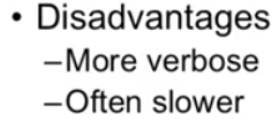 • Disadvantages
–More verbose
–Often slower